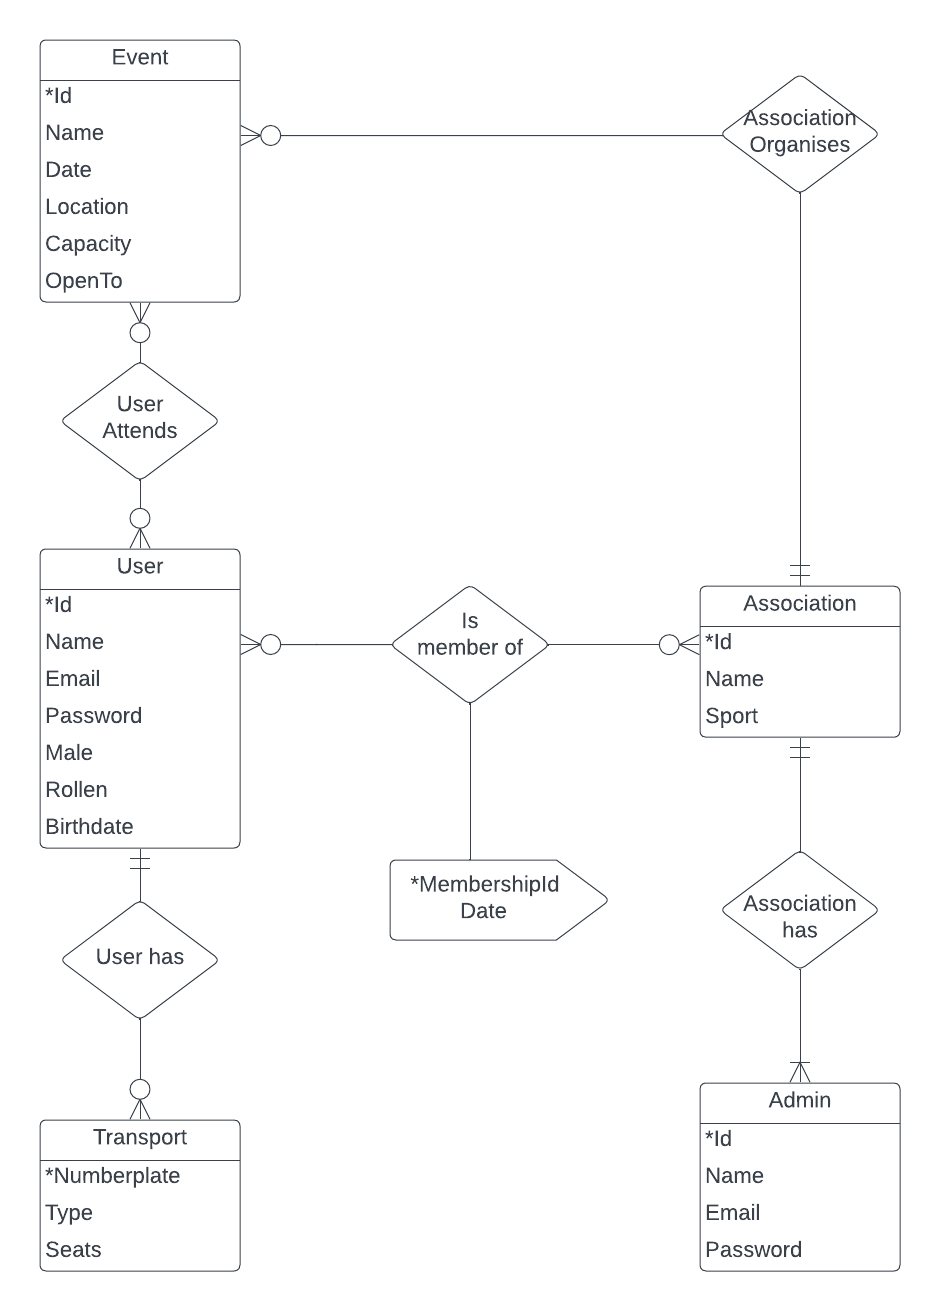 Event
*Id
Name
Date
Location
Capacity
OpenTo
Association
Organises
User
Attends
User
*Id
Name
Email
Password
Male
Rollen
Birthdate
Is
member of
Association
*Id
Name
Sport
*MembershipId
Date
User has
Association
has
Transport
*Numberplate
Type
Seats
Admin
*Id
Name
Email
Password